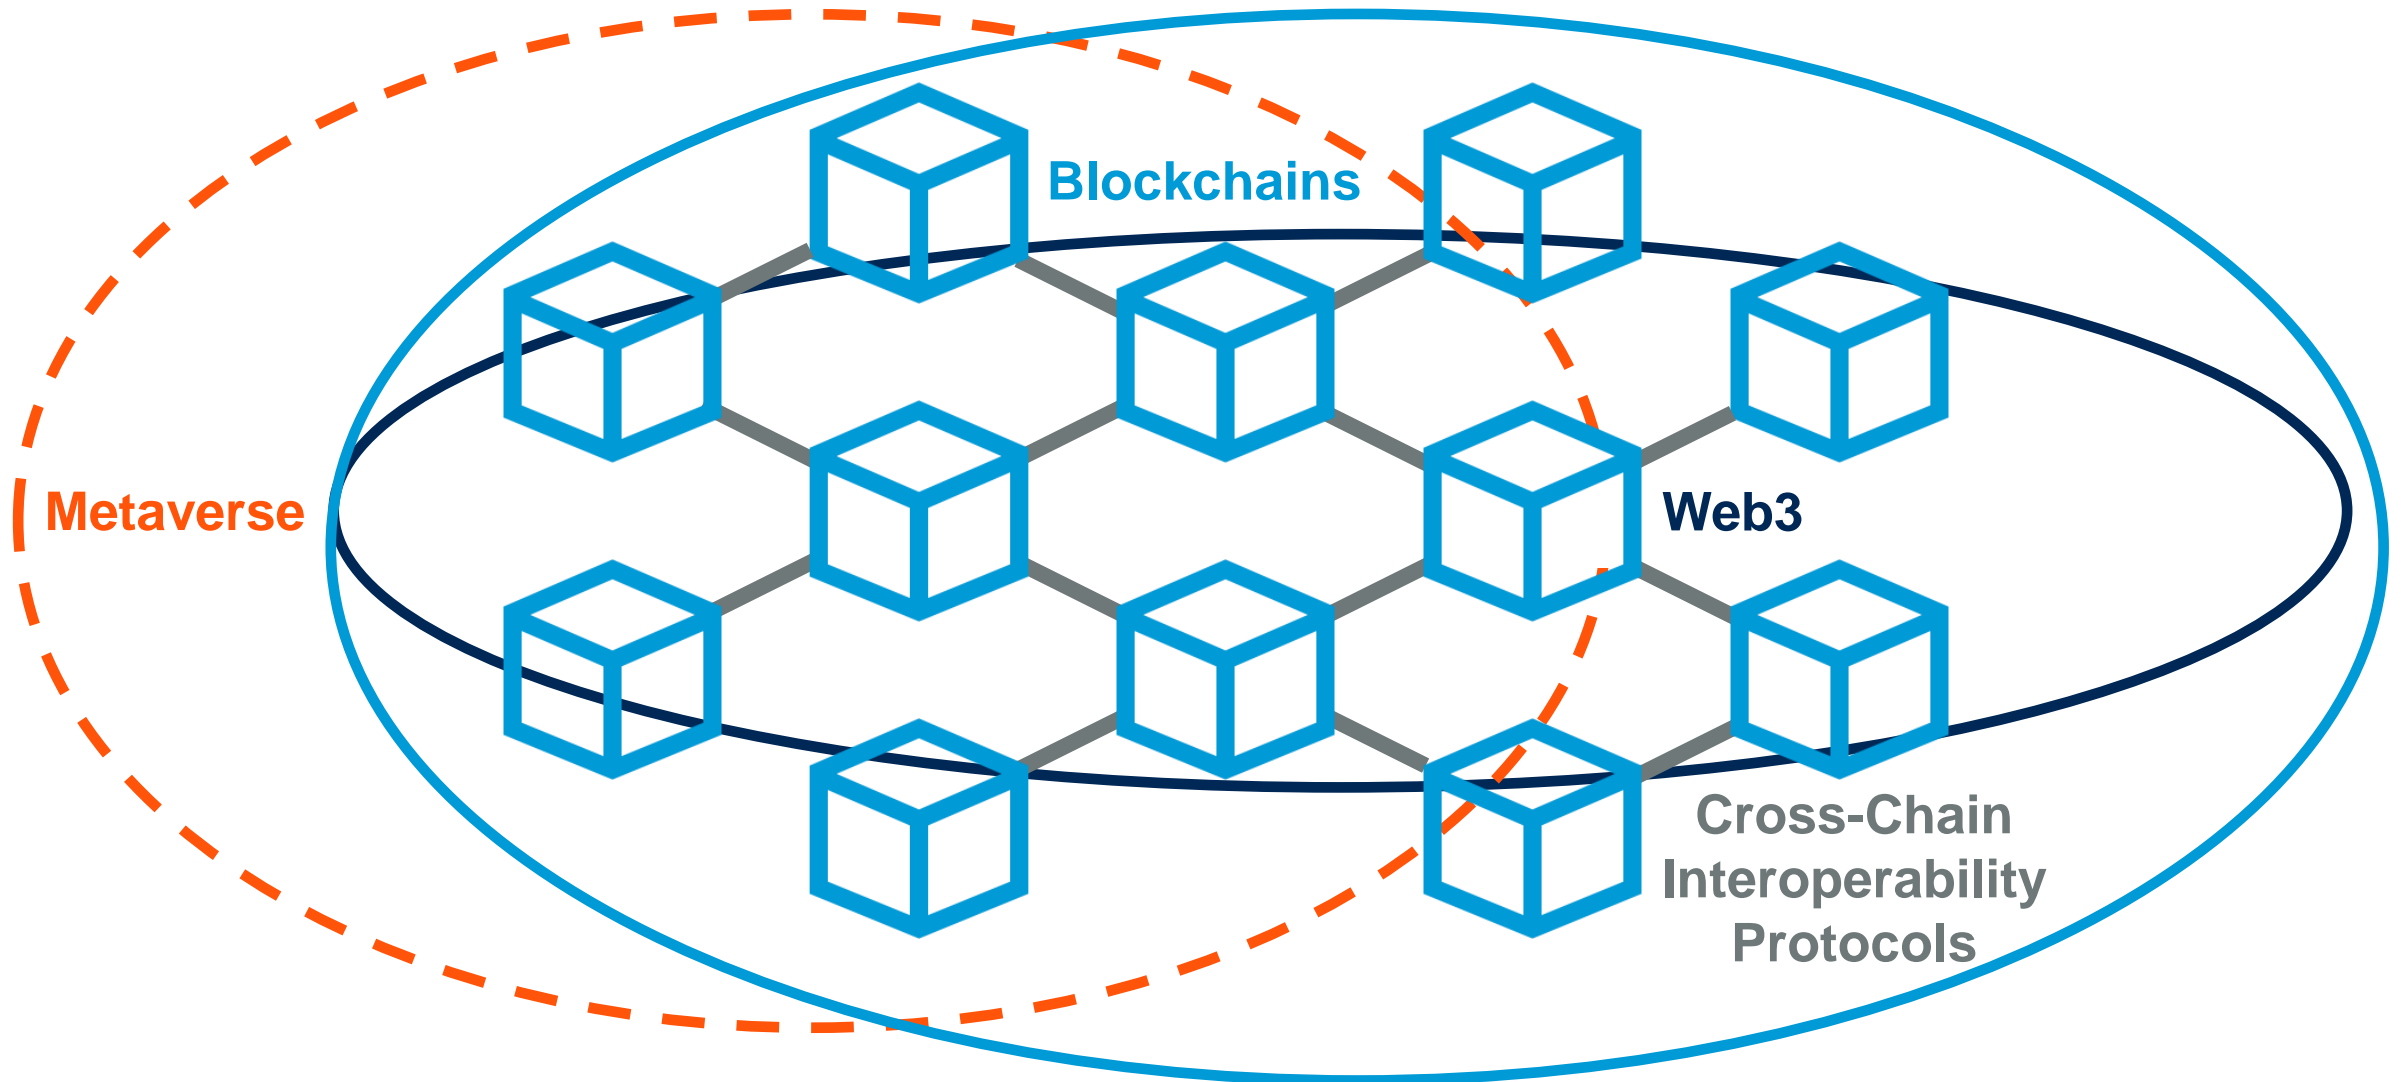 Blockchains
Metaverse
Web3
Cross-Chain
Interoperability
Protocols